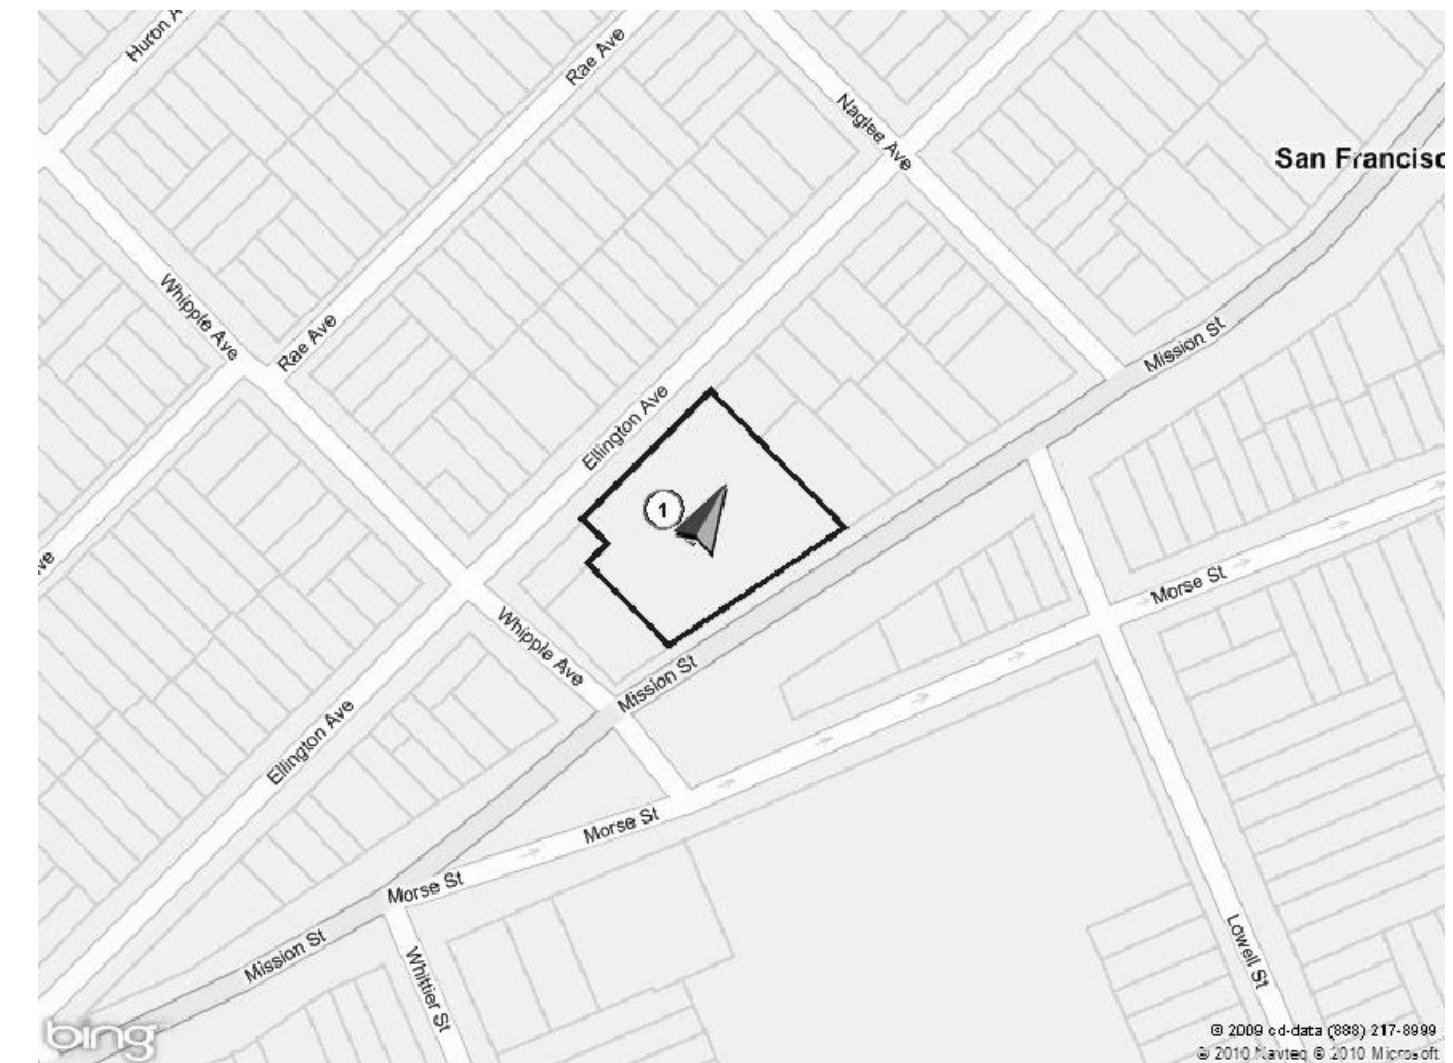 Huron A
Rae Ave
Naglee Ave
San Francisc
Whipple Ave
Rae Ave
Mission St
Ellington Ave
1
ve
Morse St
Whipple Ave
Mission St
Ellington Ave
Morse St
Morse St
Mission St
Whittier St
Lowell St
bing
© 2009 cd-data (888) 217-8999
© 2010 Navteq © 2010 Microsoft